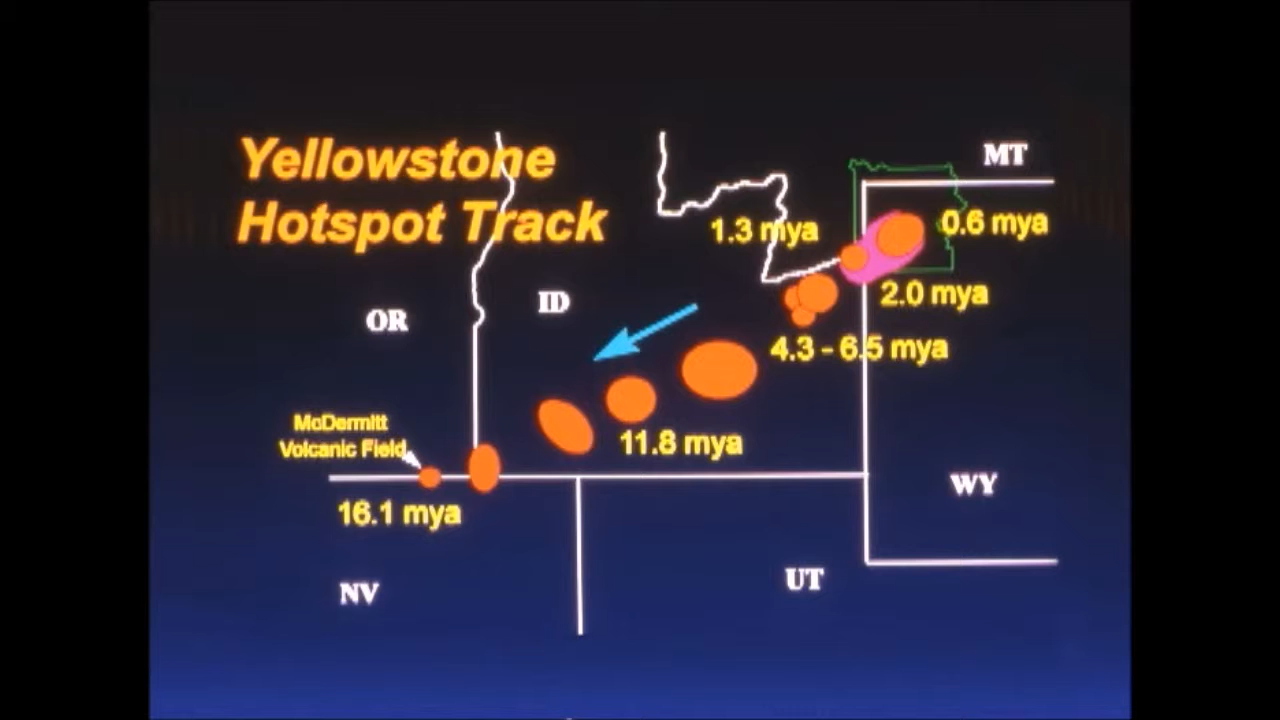 Yellowstone
Hotspot Track
MT
1.3 mya
0.6 mya
2.0 mya
ID
OR
4.3 - 6.5 mya
McDermitt
Volcanic Field
11.8 mya
16.1 mya
WY
NV
UT